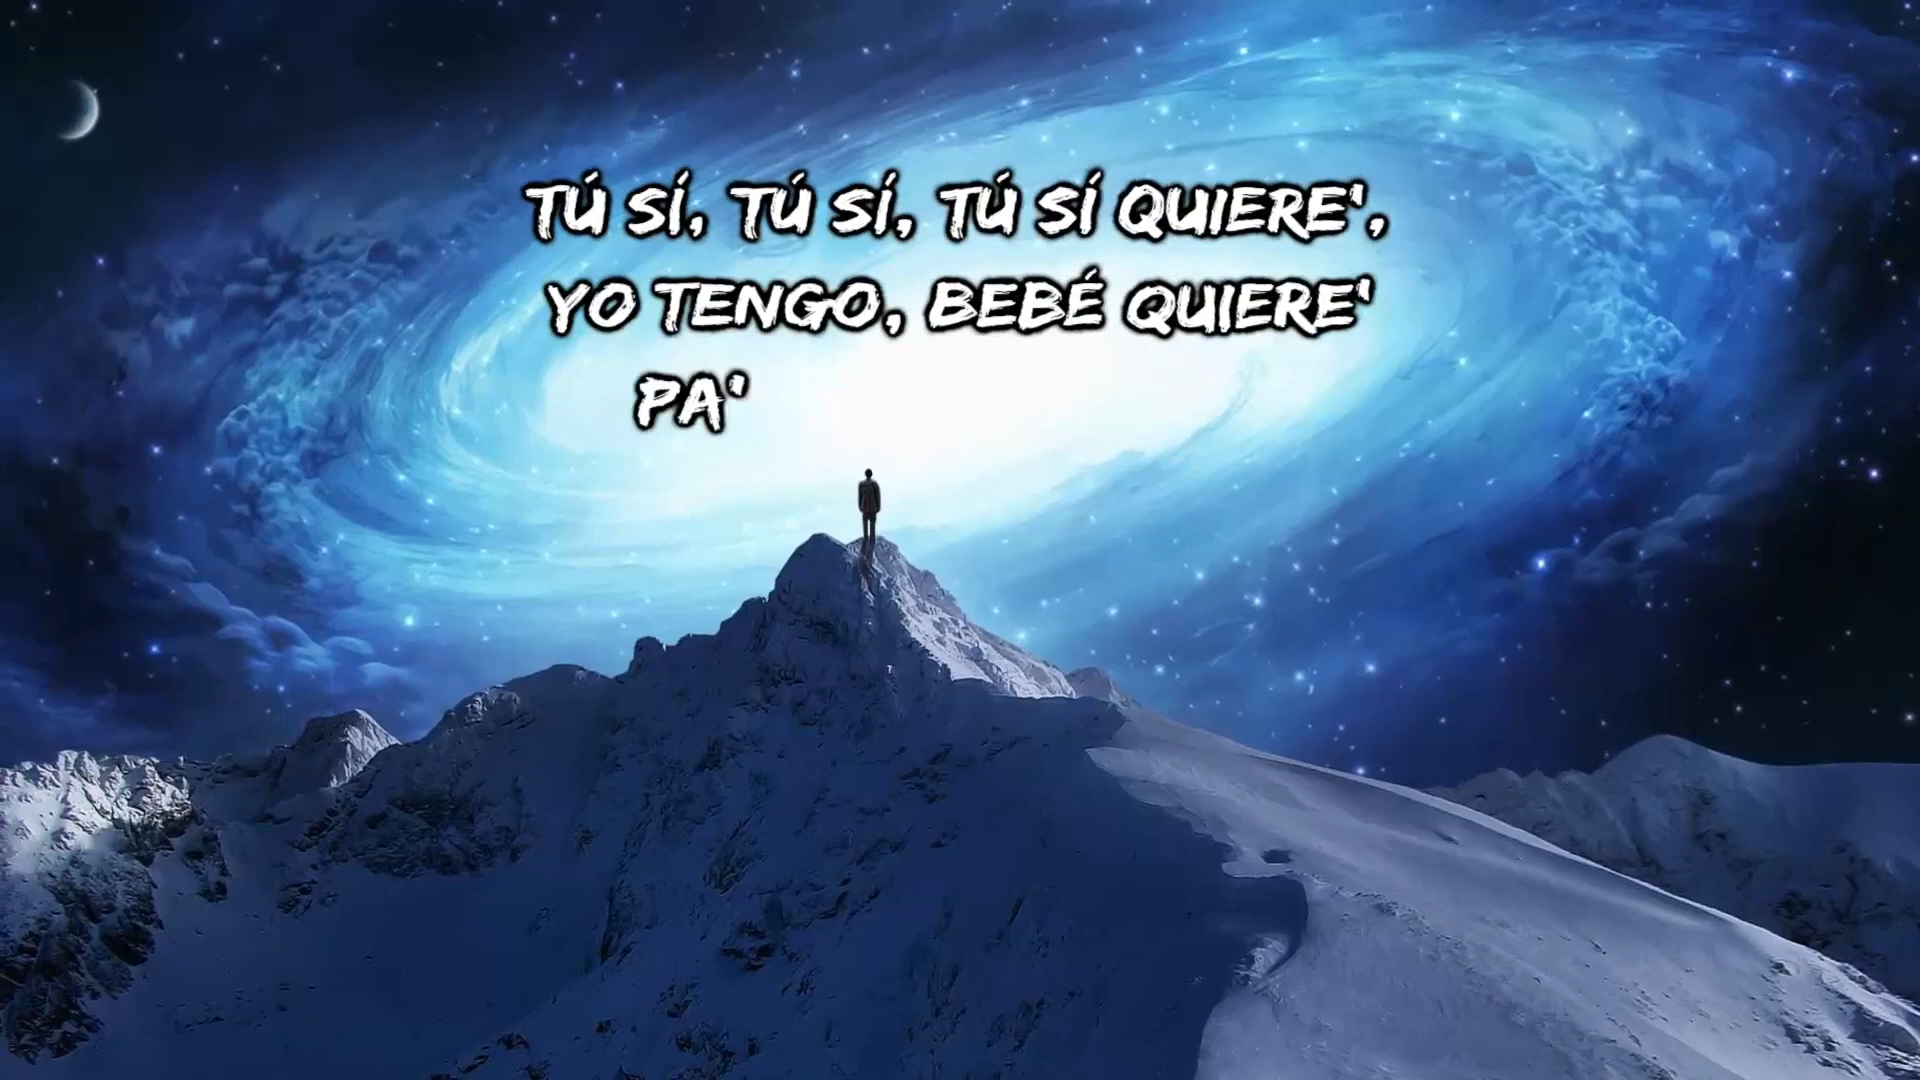 TÚ SÍ, TÚ SÍ, TÚ SÍ QUIERE',
YO TENGO, BEBÉ QUIERE'
PA'